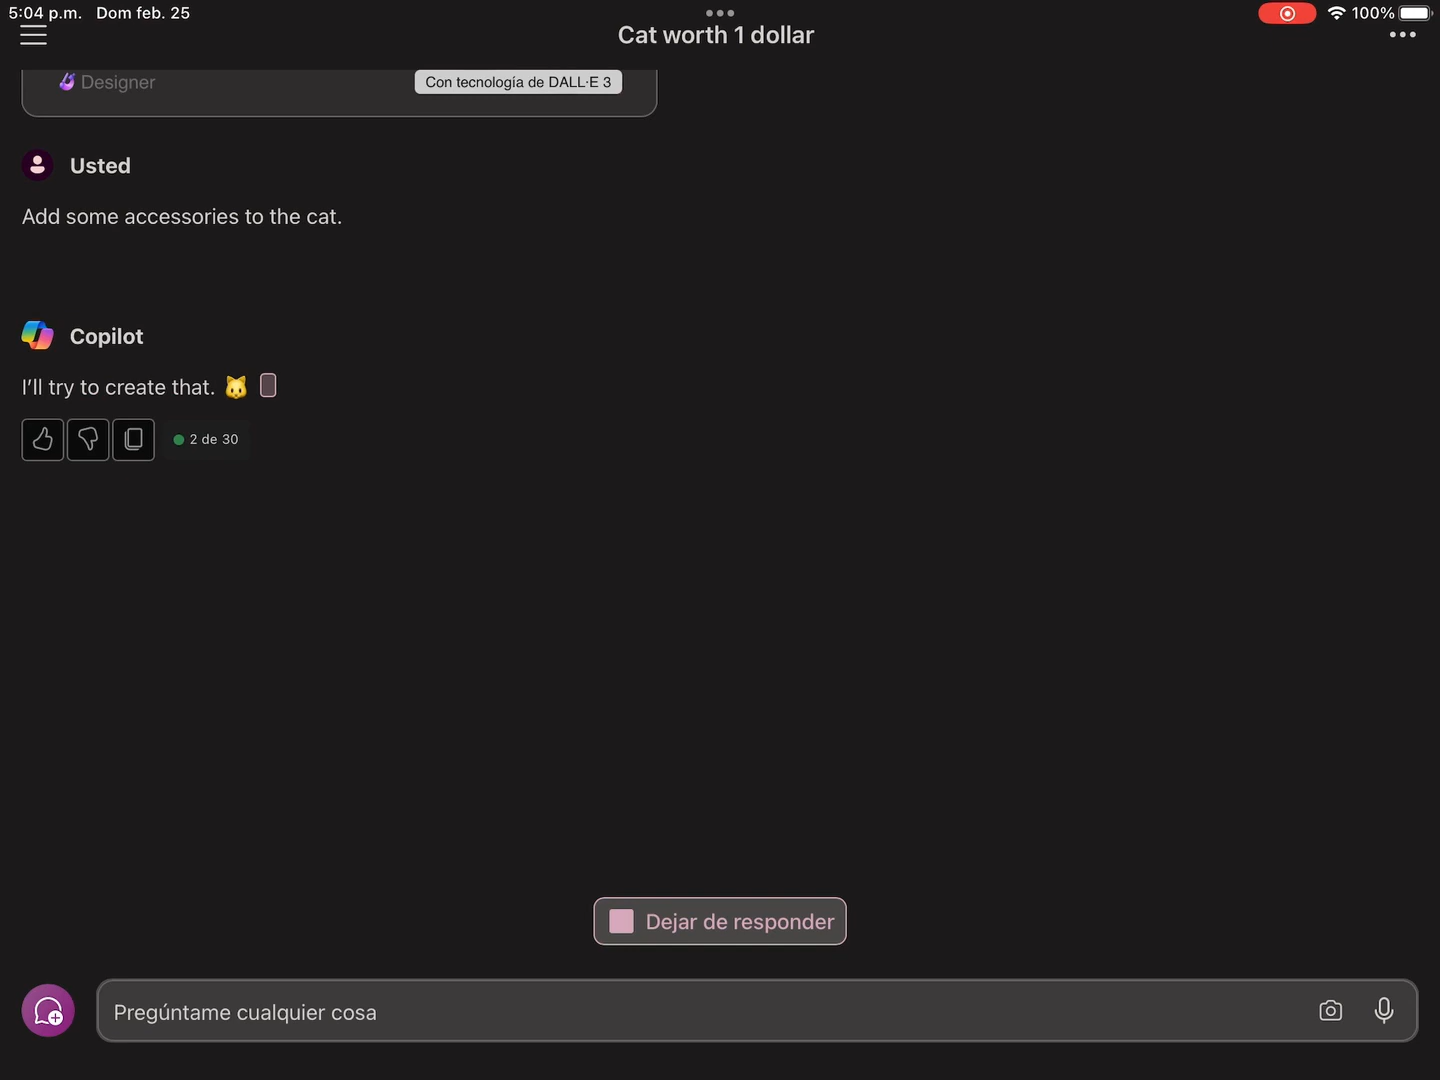 5:04 p.m. Dom feb. 25
100%
Cat worth 1 dollar
Designer
Con tecnología de DALL·E 3
Usted
Add some accessories to the cat.
Copilot
I'll try to create that. 🐱
2 de 30
Dejar de responder
Pregúntame cualquier cosa